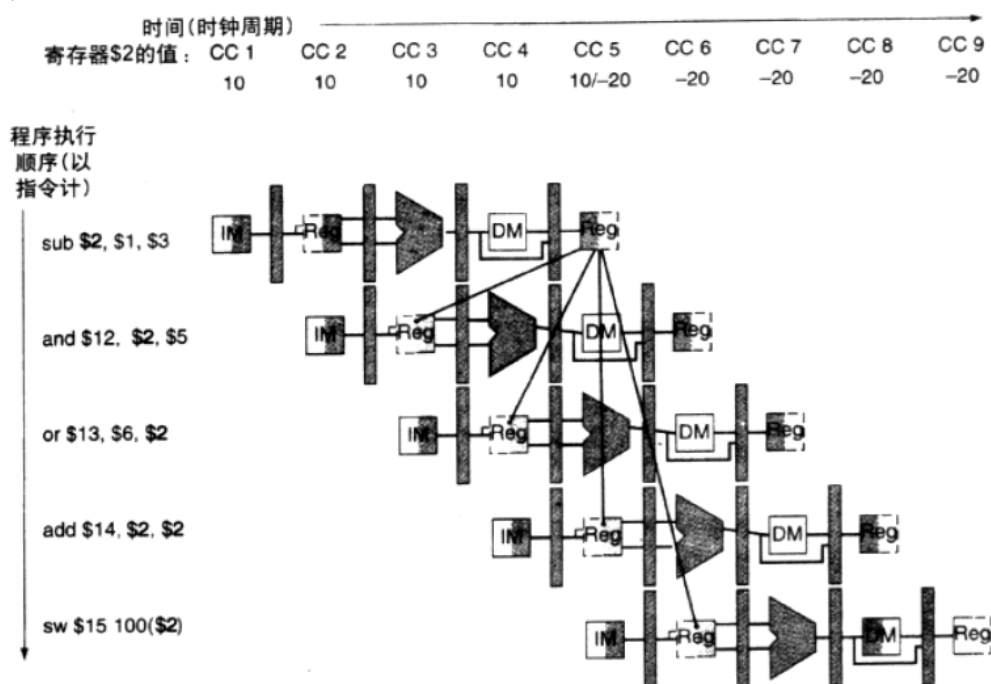 时间(时钟周期)
寄存器$2的值: CC 1 CC 2 CC 3 CC 4 CC 5 CC 6 CC 7 CC 8 CC 9
10 10 10 10 10/–20 –20 –20 –20 –20
程序执行
顺序(以
指令计)
sub $2, $1, $3
IM Reg DM Reg
and $12, $2, $5
IM Reg DM Reg
or $13, $6, $2
IM Reg DM Reg
add $14, $2, $2
IM Reg DM Reg
sw $15 100($2)
IM Reg DM Reg